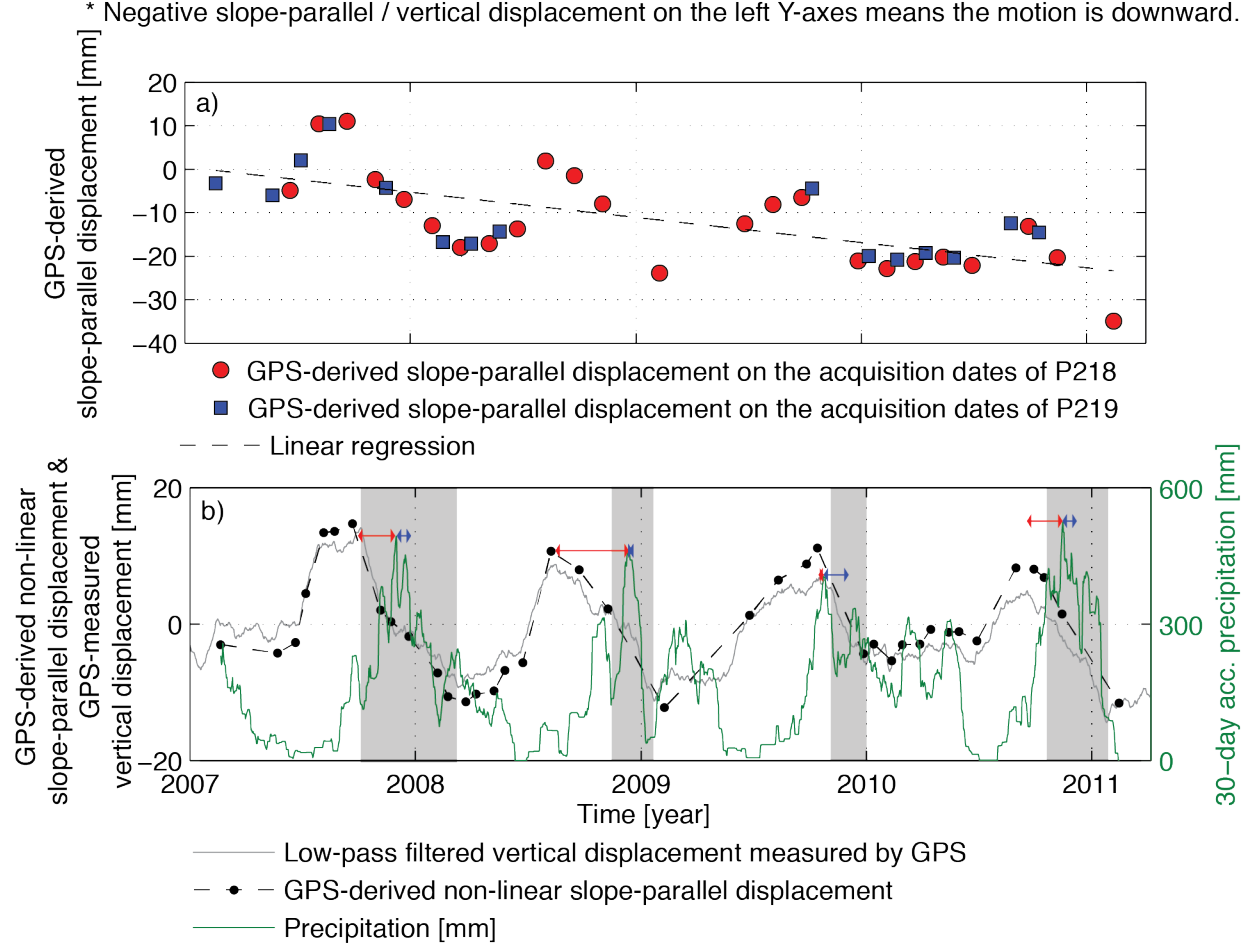 * Negative slope-parallel / vertical displacement on the left Y-axes means the motion is downward.
GPS-derived
slope-parallel displacement [mm]
20
10
0
−10
−20
−30
−40
a)
GPS-derived slope-parallel displacement on the acquisition dates of P218
GPS-derived slope-parallel displacement on the acquisition dates of P219
Linear regression
GPS-derived non-linear
slope-parallel displacement &
GPS-measured
vertical displacement [mm]
20
0
−20
b)
600
300
0
30−day acc. precipitation [mm]
2007
2008
2009
2010
2011
Time [year]
Low-pass filtered vertical displacement measured by GPS
GPS-derived non-linear slope-parallel displacement
Precipitation [mm]